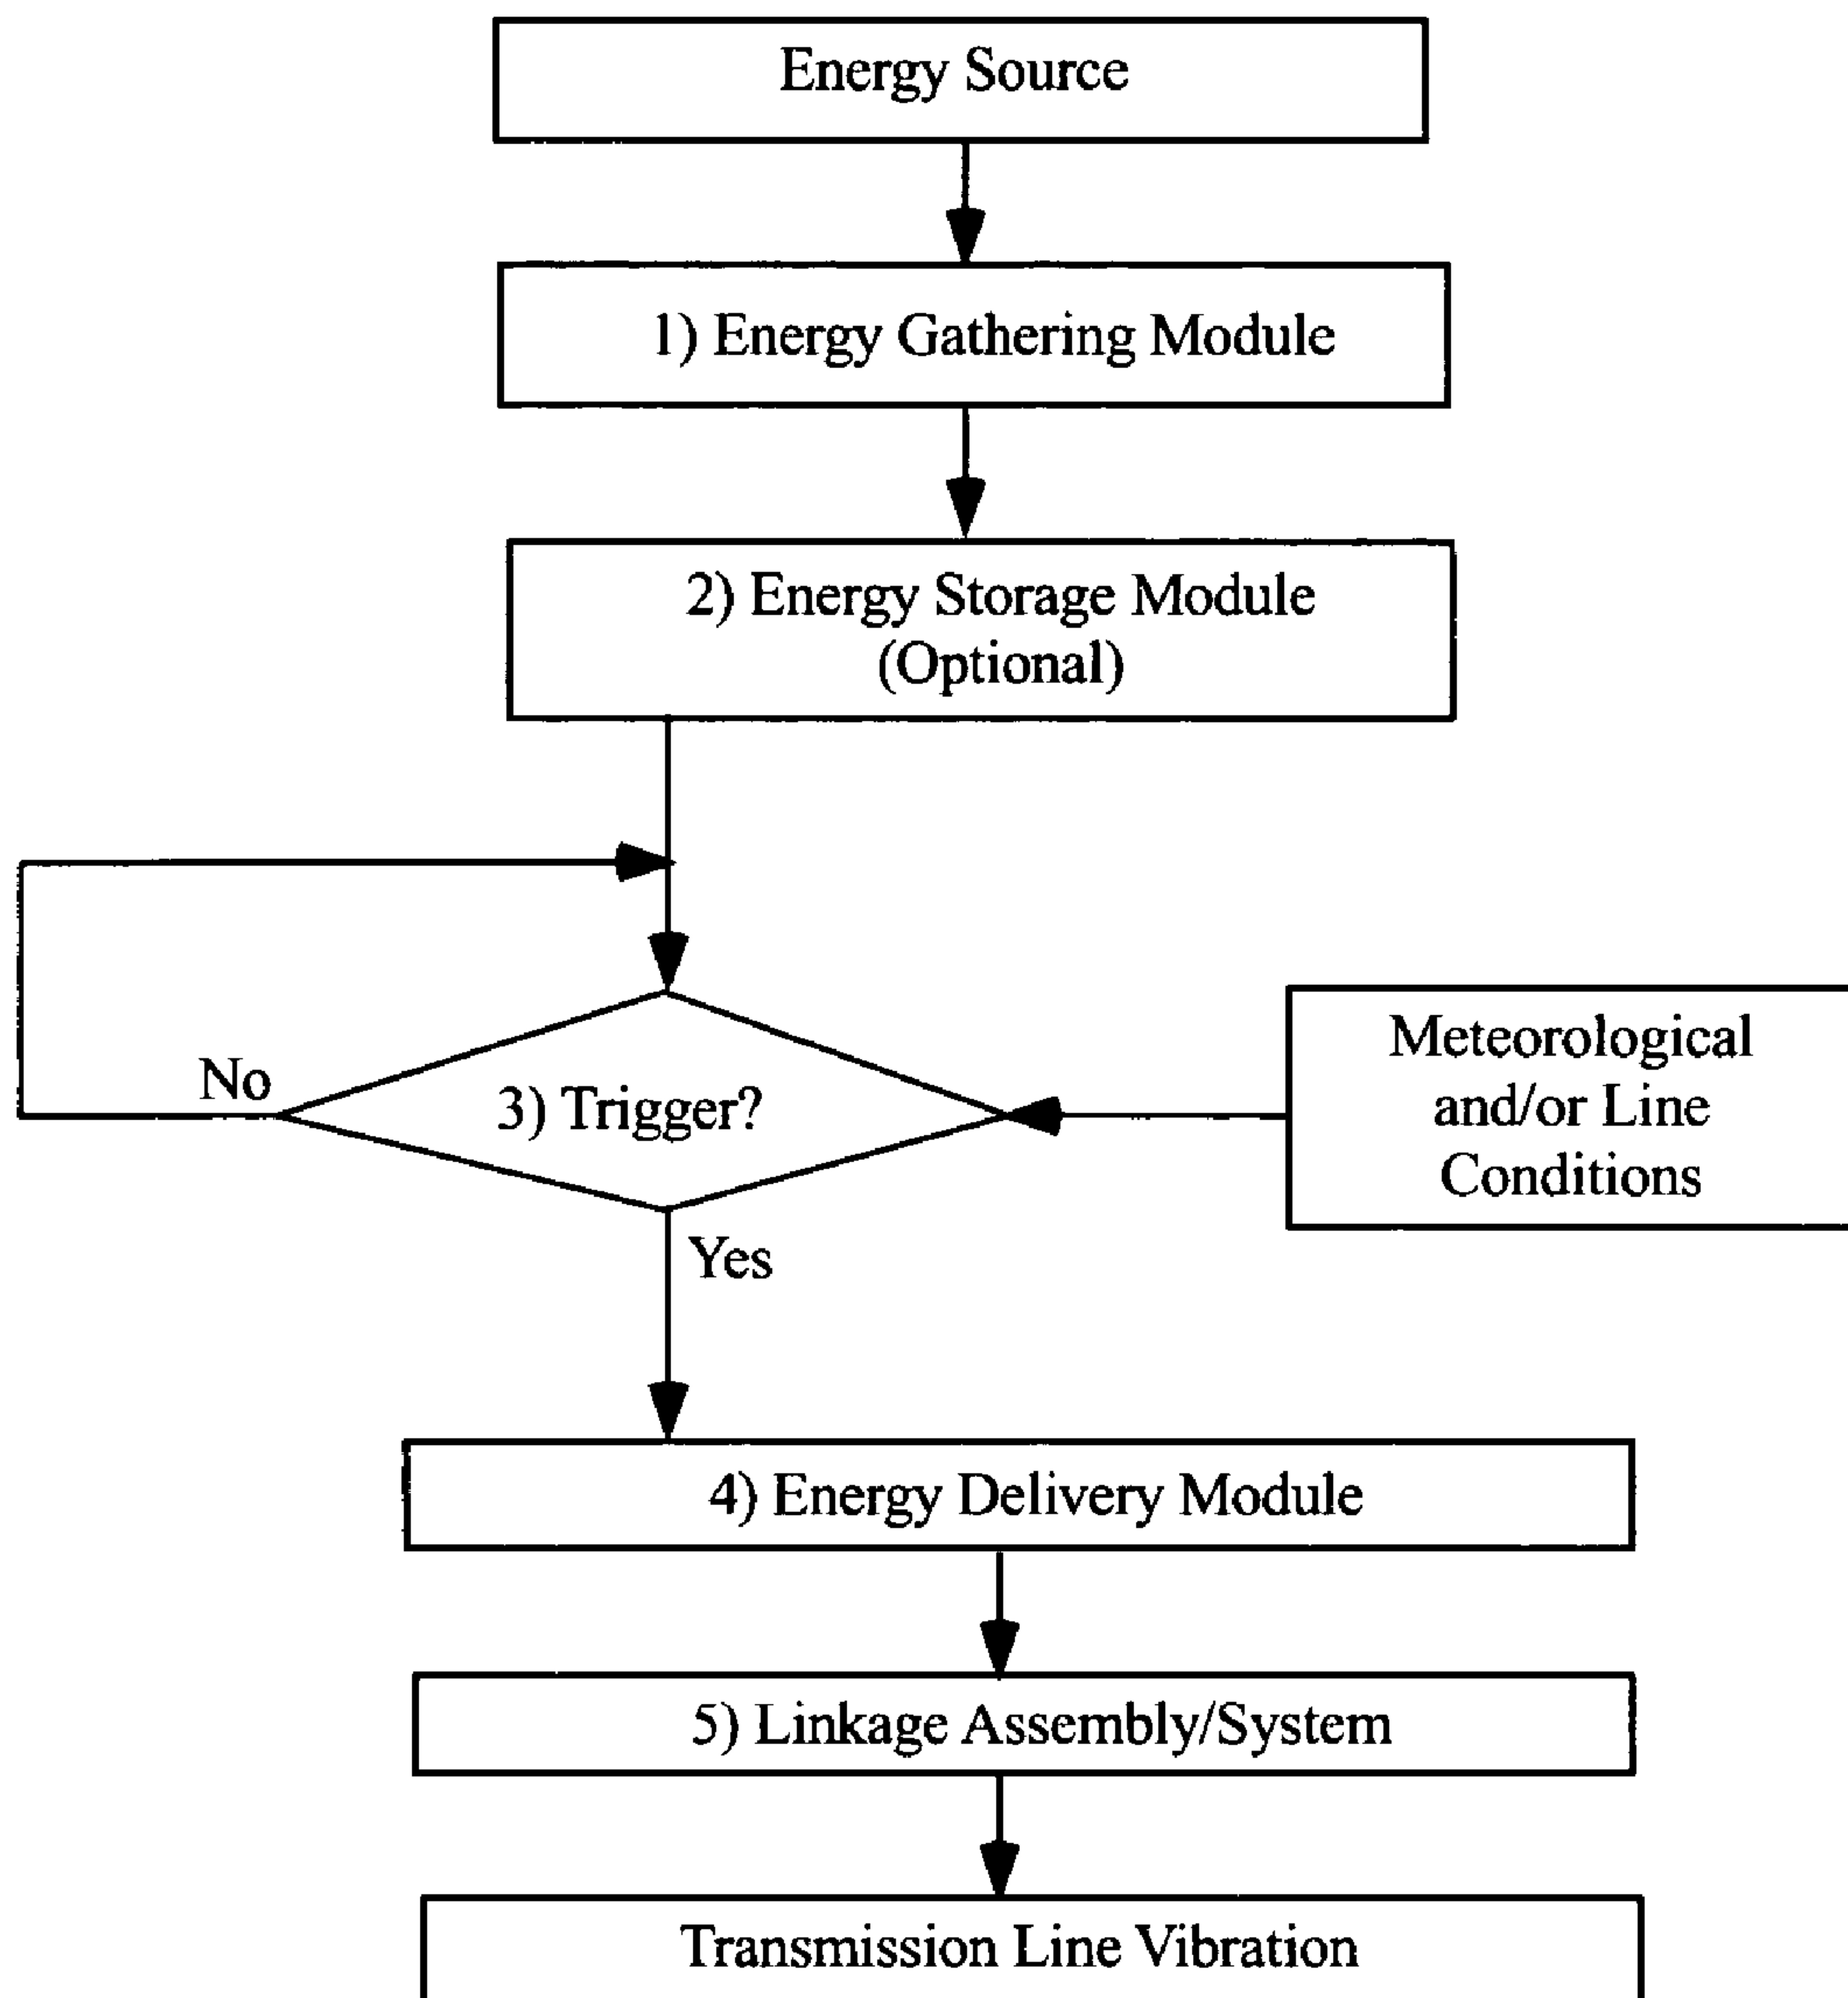 Energy Source
1) Energy Gathering Module
2) Energy Storage Module
(Optional)
No
3) Trigger?
Meteorological
and/or Line
Conditions
Yes
4) Energy Delivery Module
5) Linkage Assembly/System
Transmission Line Vibration